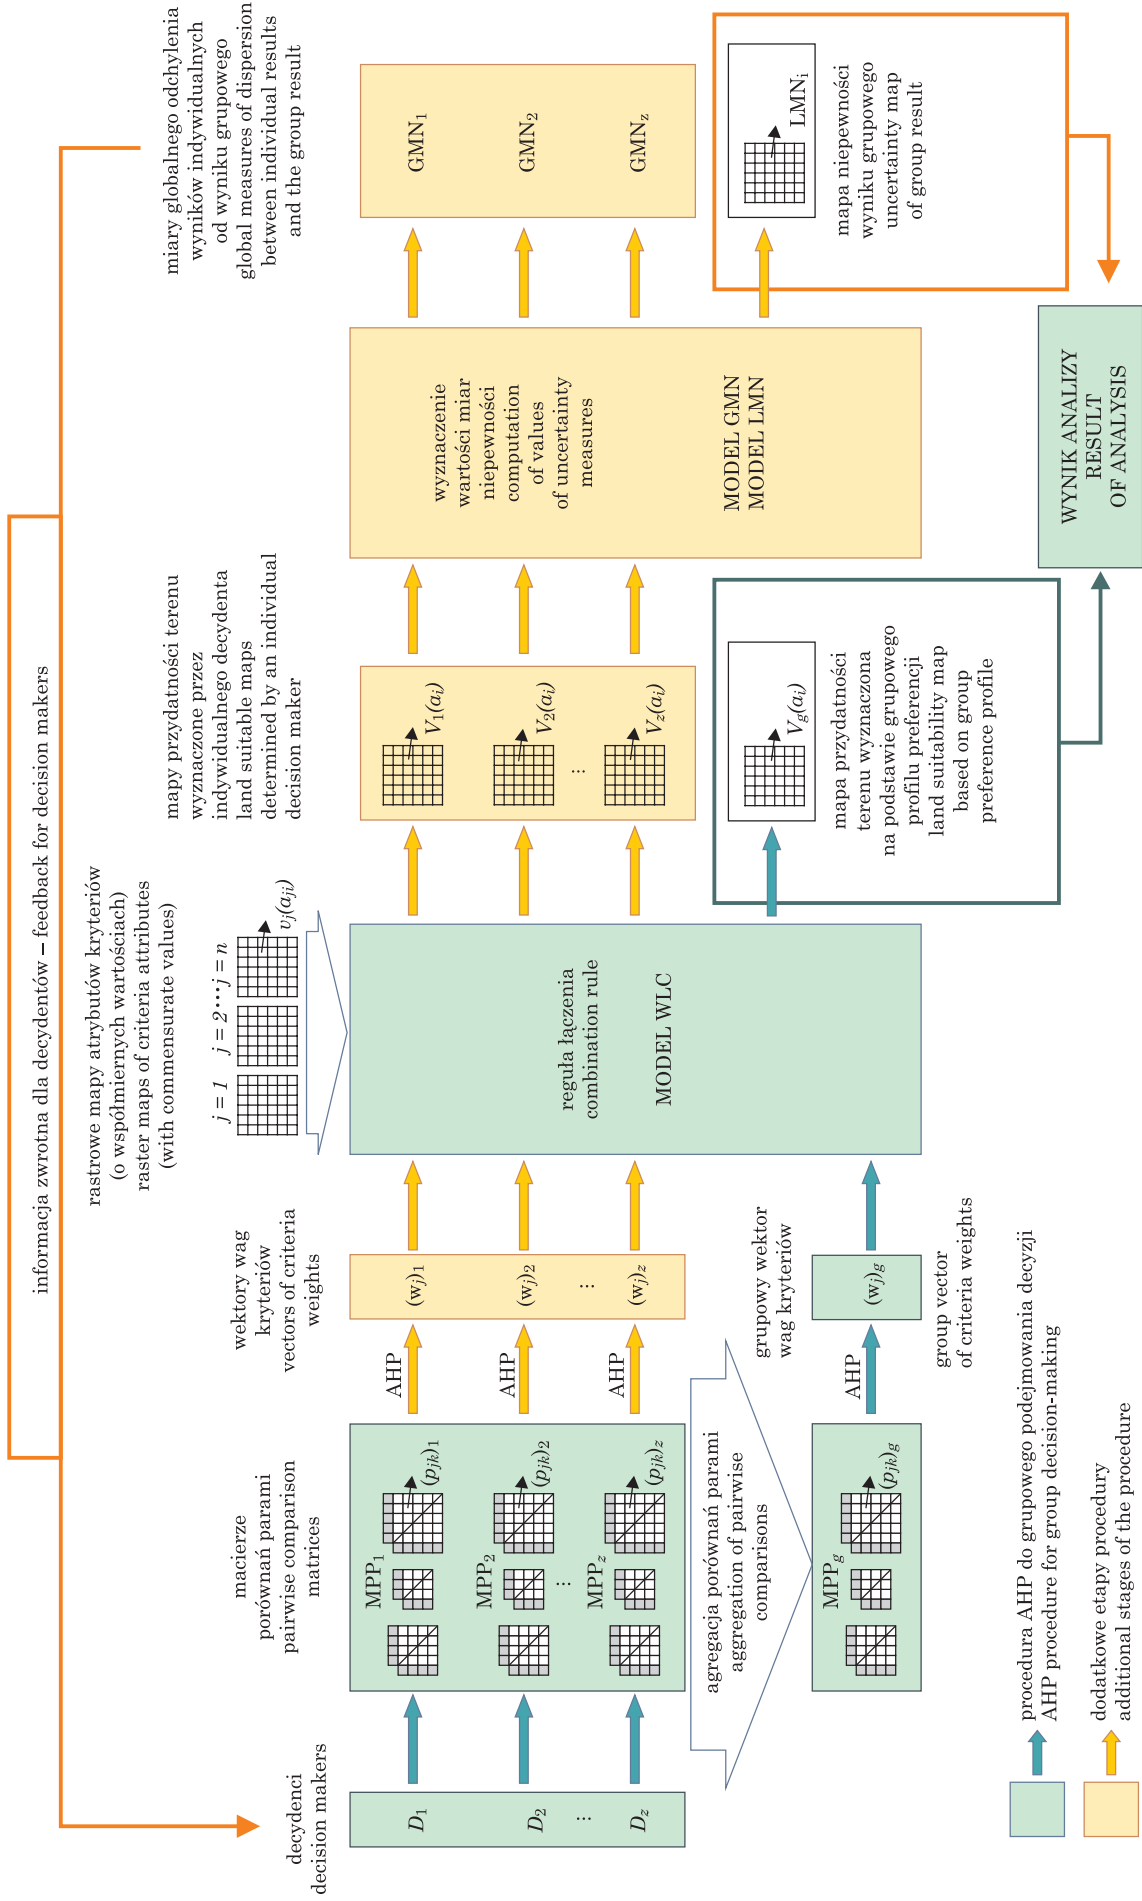 informacja zwrotna dla decydentów – feedback for decision makers
decydenci
decision makers
D1
D2
...
Dz
macierze
porównań parami
pairwise comparison
matrices
MPP1
(pjk)1
MPP2
(pjk)2
...
MPPz
(pjk)z
agregacja porównań parami
aggregation of pairwise
comparisons
MPPg
(pjk)g
AHP
AHP
AHP
AHP
wektory wag
kryteriów
vectors of criteria
weights
(wj)1
(wj)2
...
(wj)z
grupowy wektor
wag kryteriów
(wj)g
group vector
of criteria weights
rastrowe mapy atrybutów kryteriów
(o współmiernych wartościach)
raster maps of criteria attributes
(with commensurate values)
j = 1 j = 2 ... j = n
vj(aji)
reguła łączenia
combination rule
MODEL WLC
mapy przydatności terenu
wyznaczone przez
indywidualnego decydenta
land suitable maps
determined by an individual
decision maker
V1(ai)
V2(ai)
...
Vz(ai)
Vg(ai)
mapa przydatności
terenu wyznaczona
na podstawie grupowego
profilu preferencji
land suitability map
based on group
preference profile
wyznaczenie
wartości miar
niepewności
computation
of values
of uncertainty
measures
MODEL GMN
MODEL LMN
miary globalnego odchylenia
wyników indywidualnych
od wyniku grupowego
global measures of dispersion
between individual results
and the group result
GMN1
GMN2
GMNz
LMNi
mapa niepewności
wyniku grupowego
uncertainty map
of group result
WYNIK ANALIZY
RESULT
OF ANALYSIS
procedura AHP do grupowego podejmowania decyzji
AHP procedure for group decision-making
dodatkowe etapy procedury
additional stages of the procedure